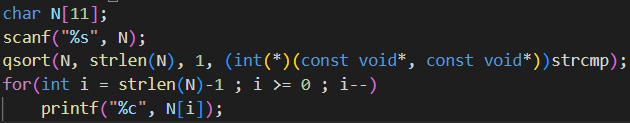 char N[11];
scanf("%s", N);
qsort(N, strlen(N), 1, (int(*)(const void*, const void*))strcmp);
for(int i = strlen(N)-1 ; i >= 0 ; i--)
    printf("%c", N[i]);